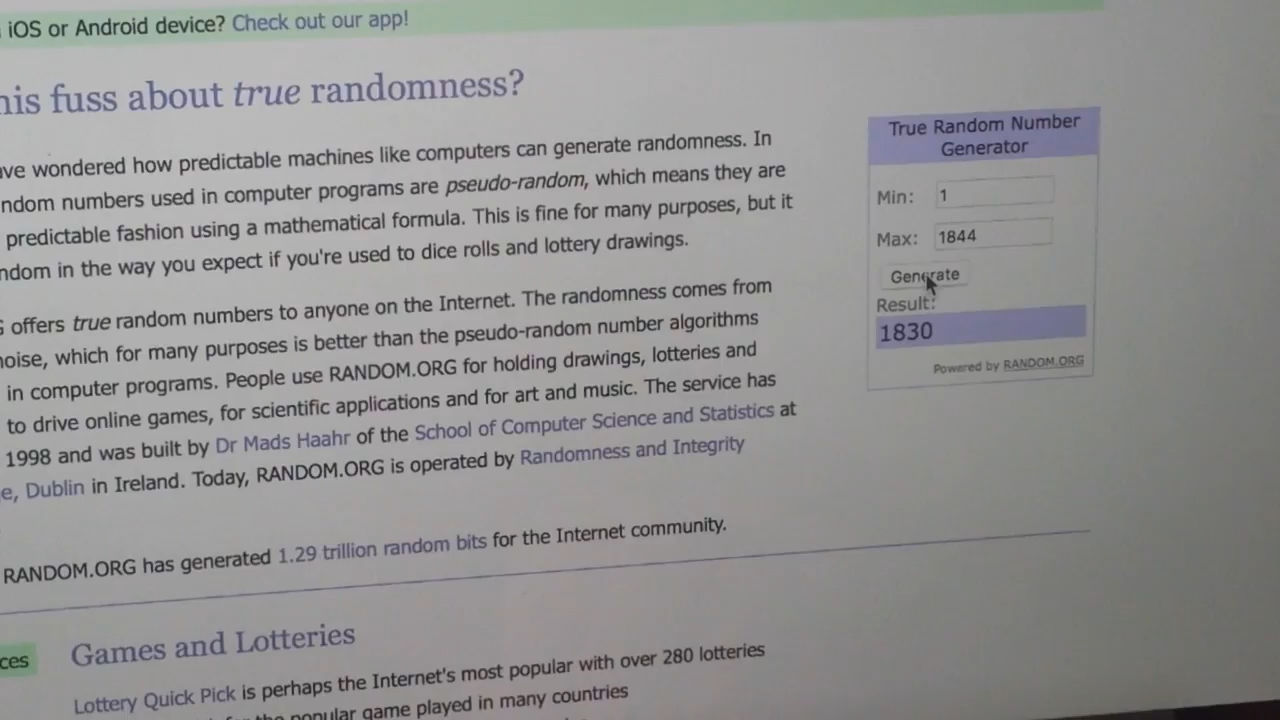 iOS or Android device? Check out our app!
his fuss about true randomness?
ave wondered how predictable machines like computers can generate randomness. In
ndom numbers used in computer programs are pseudo-random, which means they are
predictable fashion using a mathematical formula. This is fine for many purposes, but it
ndom in the way you expect if you're used to dice rolls and lottery drawings.
G offers true random numbers to anyone on the Internet. The randomness comes from
noise, which for many purposes is better than the pseudo-random number algorithms
in computer programs. People use RANDOM.ORG for holding drawings, lotteries and
to drive online games, for scientific applications and for art and music. The service has
1998 and was built by Dr Mads Haahr of the School of Computer Science and Statistics at
e, Dublin in Ireland. Today, RANDOM.ORG is operated by Randomness and Integrity
RANDOM.ORG has generated 1.29 trillion random bits for the Internet community.
True Random Number
Generator
Min: 1
Max: 1844
Generate
Result:
1830
Powered by RANDOM.ORG
ces
Games and Lotteries
Lottery Quick Pick is perhaps the Internet's most popular with over 280 lotteries
the popular game played in many countries